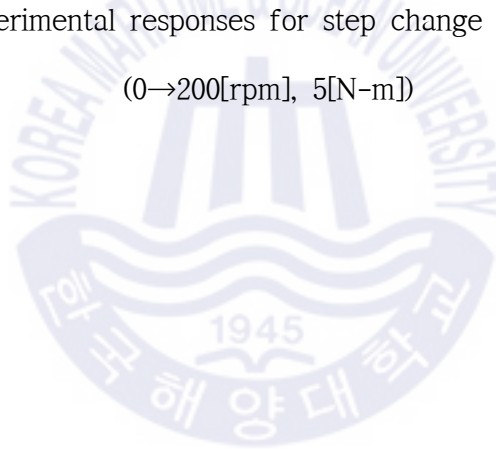 erimental responses for step change
(0→200[rpm], 5[N-m])
KOREA MARITIME & OCEAN UNIVERSITY
1945
한국해양대학교